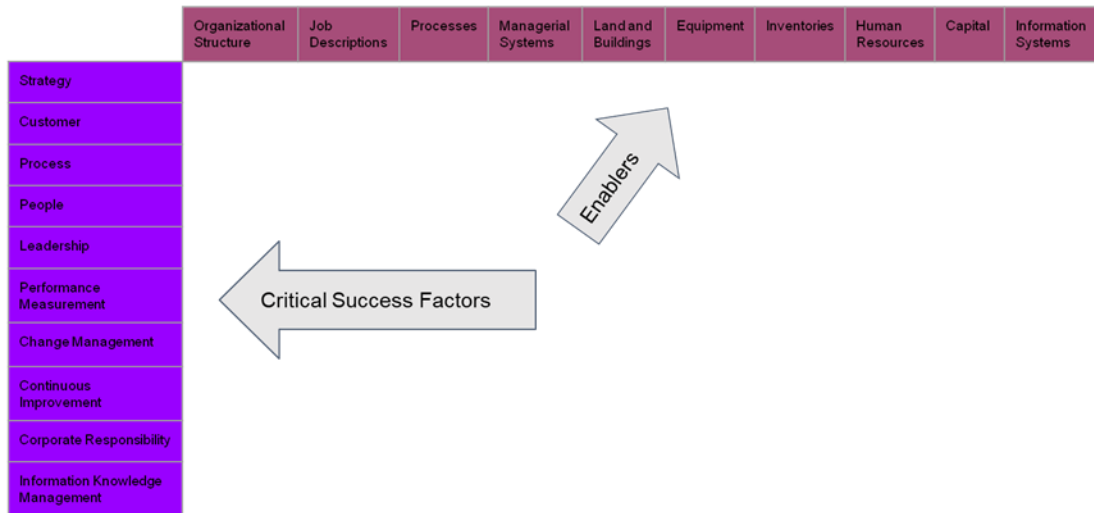 Organizational
Structure
Job
Descriptions
Processes
Managerial
Systems
Land and
Buildings
Equipment
Inventories
Human
Resources
Capital
Information
Systems
Strategy
Customer
Process
People
Leadership
Performance
Measurement
Change Management
Continuous
Improvement
Corporate Responsibility
Information Knowledge
Management
Enablers
Critical Success Factors